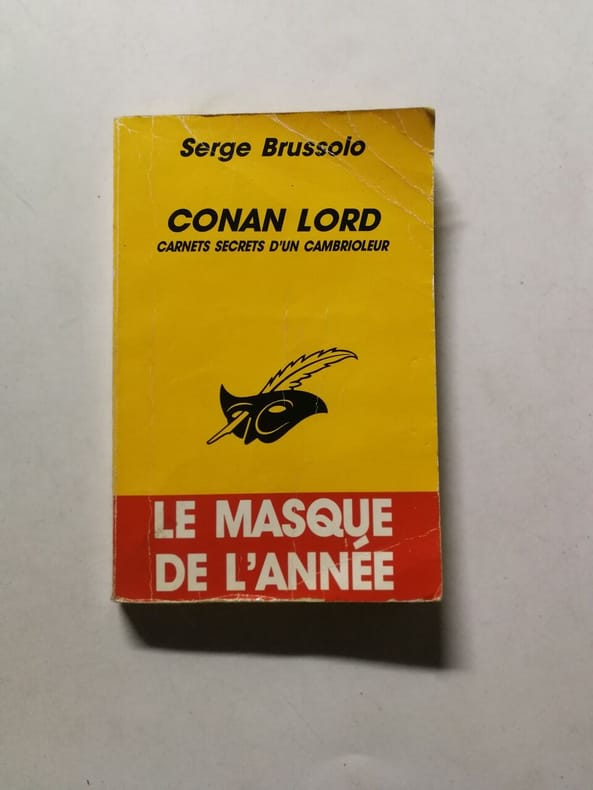 Serge Brussolo
CONAN LORD
CARNETS SECRETS D'UN CAMBRIOLEUR
LE MASQUE
DE L'ANNÉE